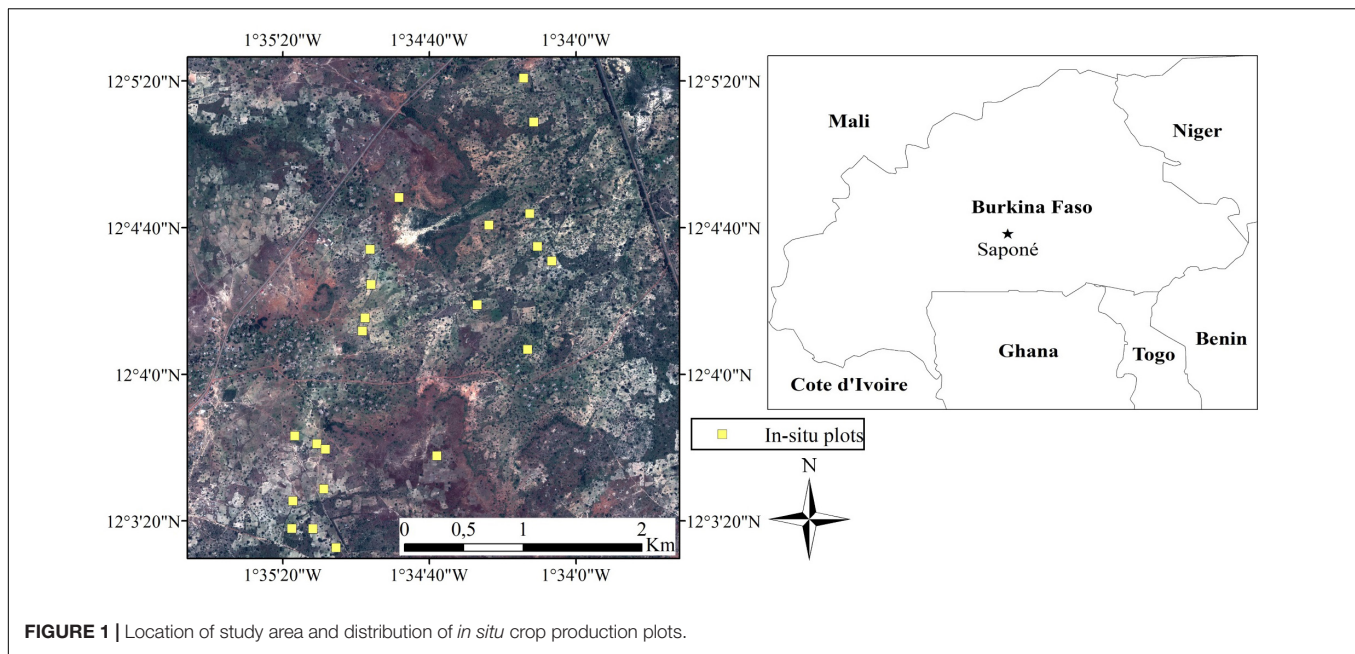 1°35'20"W
1°34'40"W
1°34'0"W
12°5'20"N
12°5'20"N
12°4'40"N
12°4'40"N
12°4'0"N
12°4'0"N
12°3'20"N
12°3'20"N
0 0,5 1 2
Km
1°35'20"W
1°34'40"W
1°34'0"W
Mali
Niger
Burkina Faso
Saponé
Ghana
Togo
Benin
Cote d'Ivoire
In-situ plots
N
FIGURE 1 | Location of study area and distribution of in situ crop production plots.